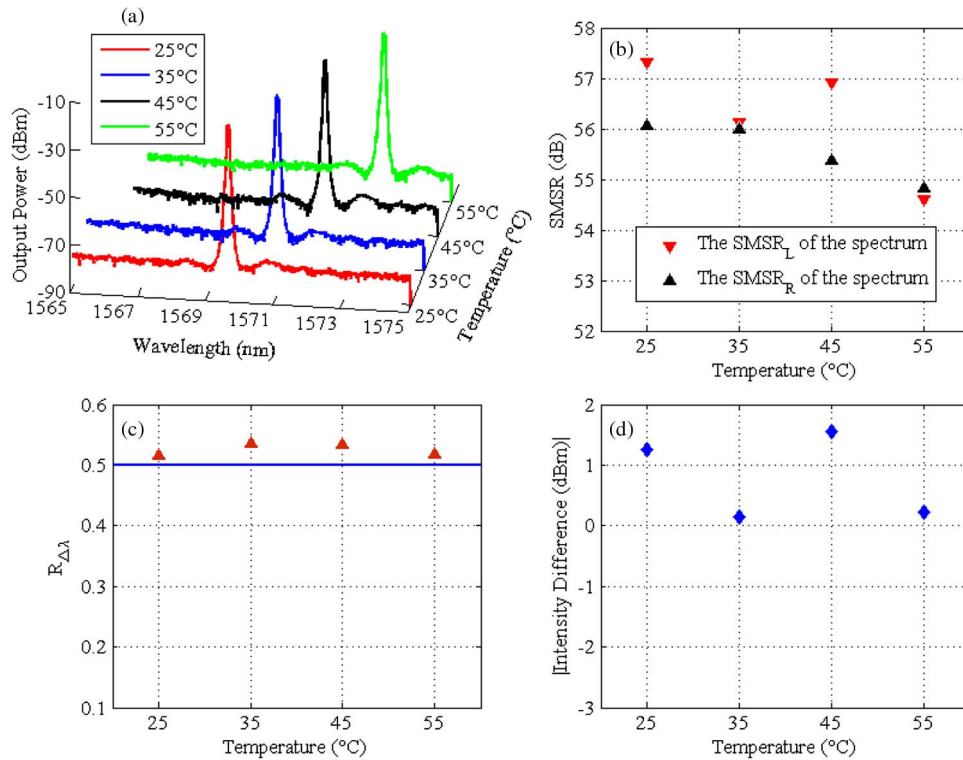 (a)
25°C
35°C
45°C
55°C
Output Power (dBm)
-10
-30
-50
-70
-90
1565
1567
1569
1571
1573
1575
Wavelength (nm)
25°C
35°C
45°C
55°C
Temperature (°C)
(b)
SMSR (dB)
58
57
56
55
54
53
52
The SMSR_L of the spectrum
The SMSR_R of the spectrum
25
35
45
55
Temperature (°C)
(c)
R_Δλ
0.6
0.5
0.4
0.3
0.2
0.1
25
35
45
55
Temperature (°C)
(d)
|Intensity Difference (dBm)|
2
1
0
-1
-2
-3
25
35
45
55
Temperature (°C)